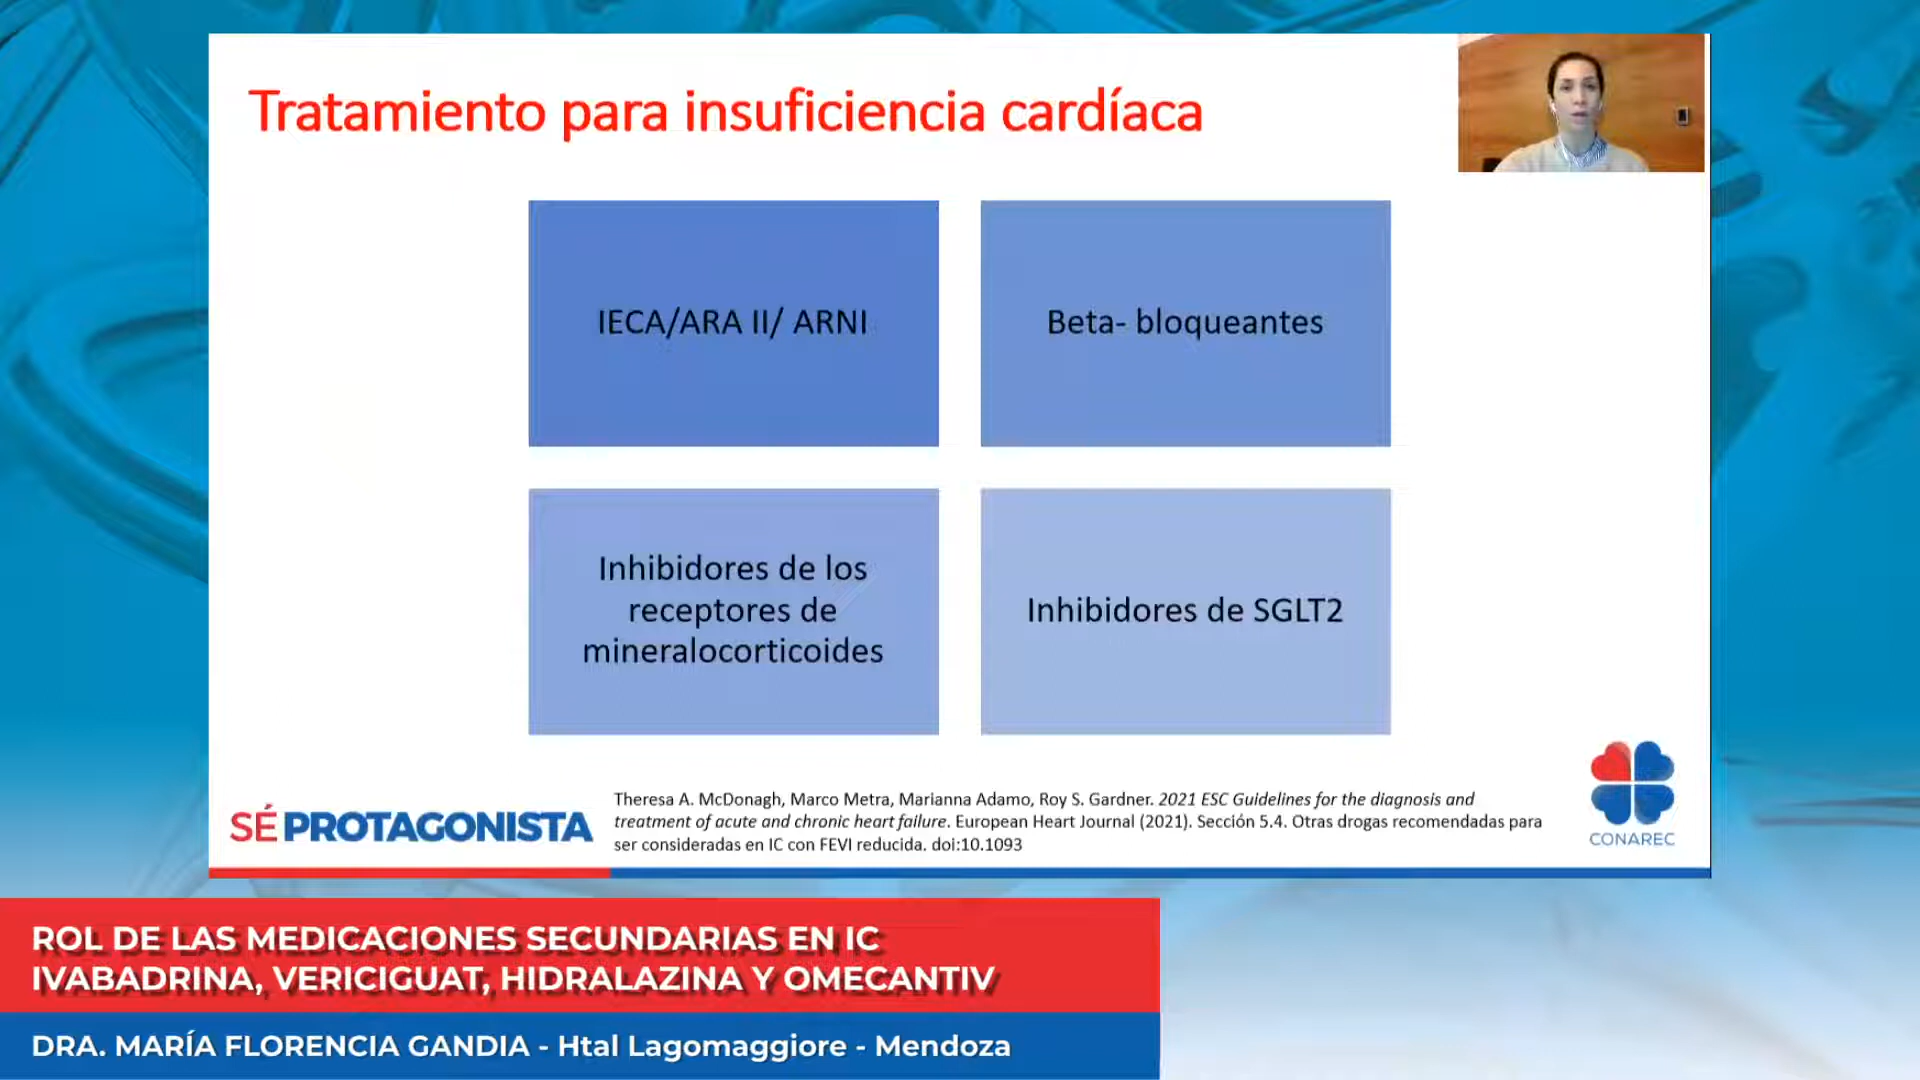 Tratamiento para insuficiencia cardíaca
IECA/ARA II/ ARNI
Beta- bloqueantes
Inhibidores de los
receptores de
mineralocorticoides
Inhibidores de SGLT2
SÉ PROTAGONISTA
Theresa A. McDonagh, Marco Metra, Marianna Adamo, Roy S. Gardner. 2021 ESC Guidelines for the diagnosis and
treatment of acute and chronic heart failure. European Heart Journal (2021). Sección 5.4. Otras drogas recomendadas para
ser consideradas en IC con FEVI reducida. doi:10.1093
CONAREC
ROL DE LAS MEDICACIONES SECUNDARIAS EN IC
IVABADRINA, VERICIGUAT, HIDRALAZINA Y OMECANTIV
DRA. MARÍA FLORENCIA GANDIA - Htal Lagomaggiore - Mendoza